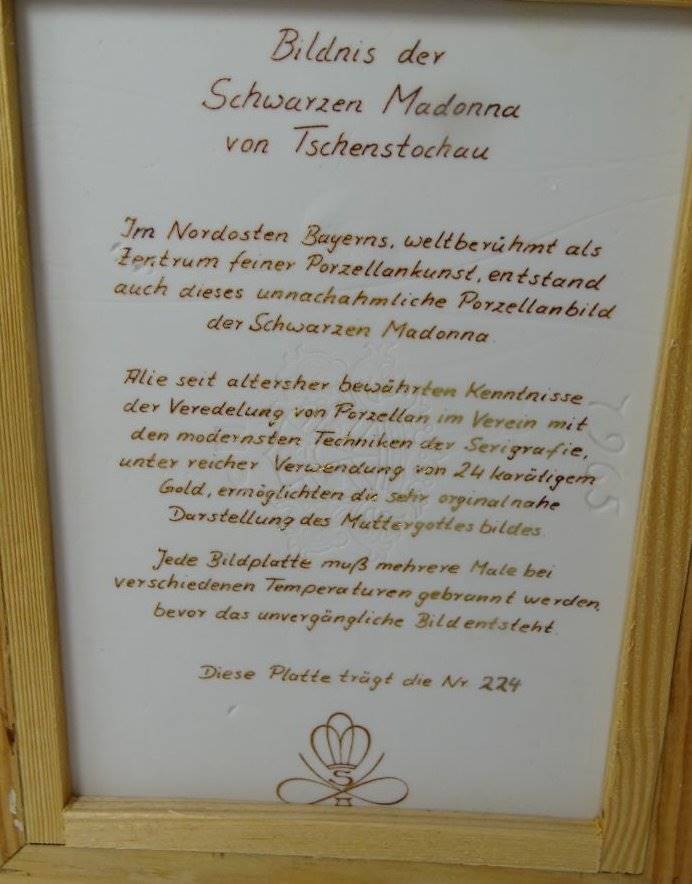 Bildnis der
Schwarzen Madonna
von Tschenstochau
Im Nordosten Bayerns, weltberühmt als
Zentrum feiner Porzellankunst, entstand
auch dieses unnachahmliche Porzellanbild
der Schwarzen Madonna
Alle seit altersher bewährten Kenntnisse
der Veredelung von Porzellan im Verein mit
den modernsten Techniken der Serigrafie,
unter reicher Verwendung von 24 karätigem
Gold, ermöglichten die sehr orginalnahe
Darstellung des Muttergottesbildes
Jede Bildplatte muß mehrere Male bei
verschiedenen Temperaturen gebrannt werden,
bevor das unvergängliche Bild entsteht
Diese Platte trägt die Nr. 224
S